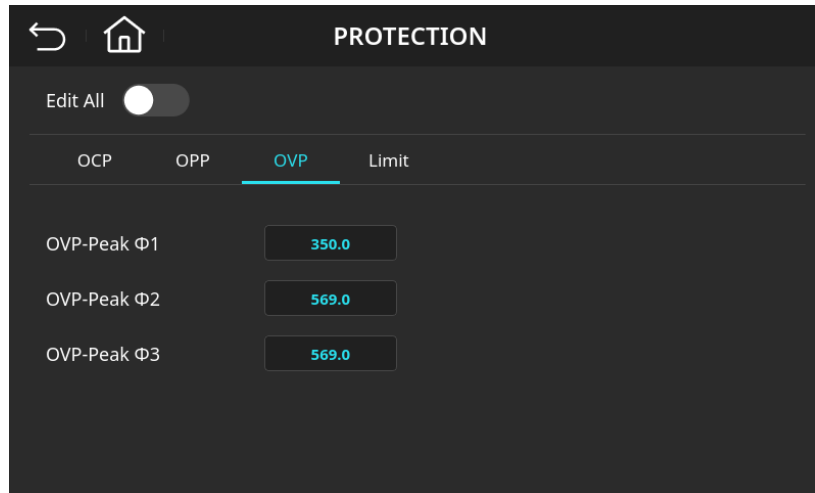 PROTECTION
Edit All
OCP OPP OVP Limit
OVP-Peak Φ1 350.0
OVP-Peak Φ2 569.0
OVP-Peak Φ3 569.0